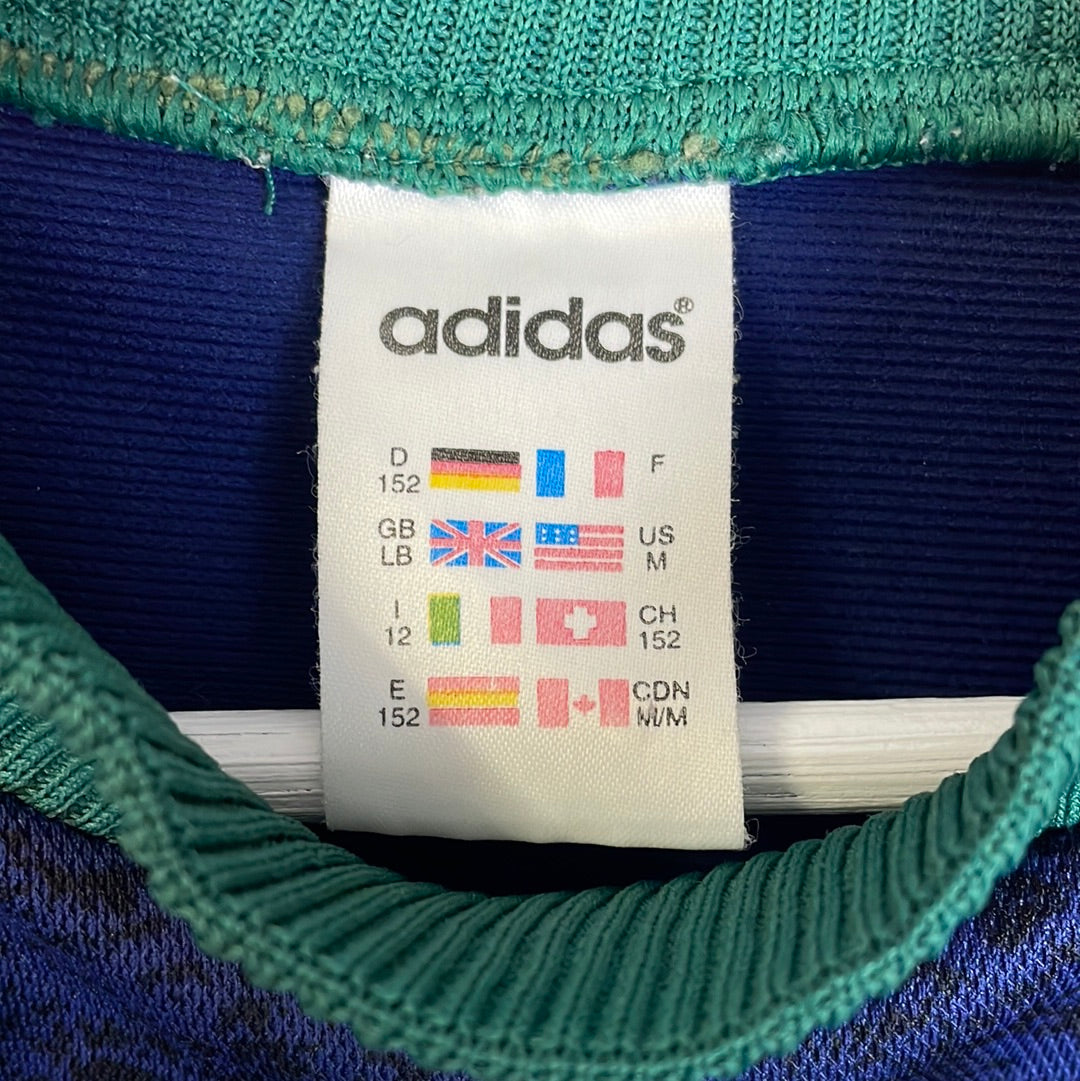 adidas®
D F
152
GB US
LB M
I CH
12 152
E CDN
152 M/M